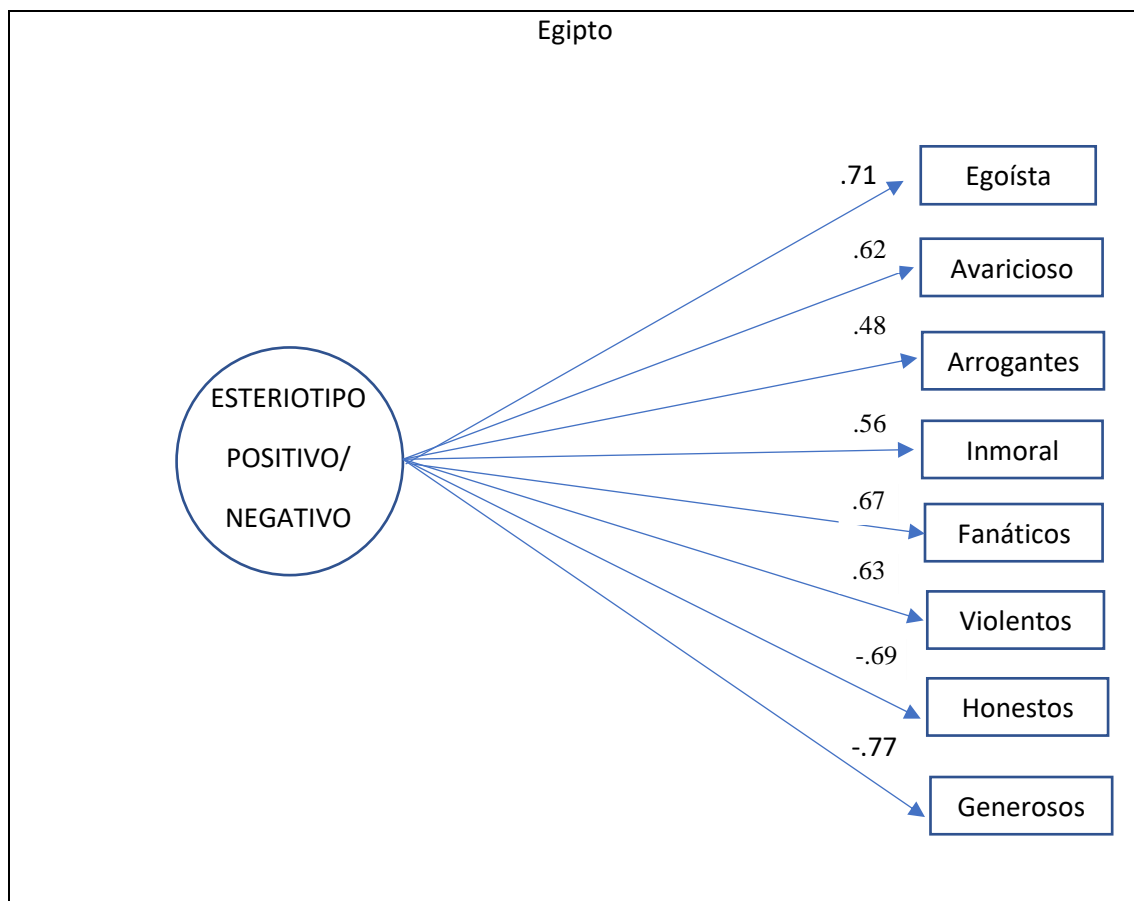 Egipto
.71
Egoísta
.62
Avaricioso
.48
Arrogantes
ESTERIOTIPO
POSITIVO/
NEGATIVO
.56
Inmoral
.67
Fanáticos
.63
Violentos
-.69
Honestos
-.77
Generosos